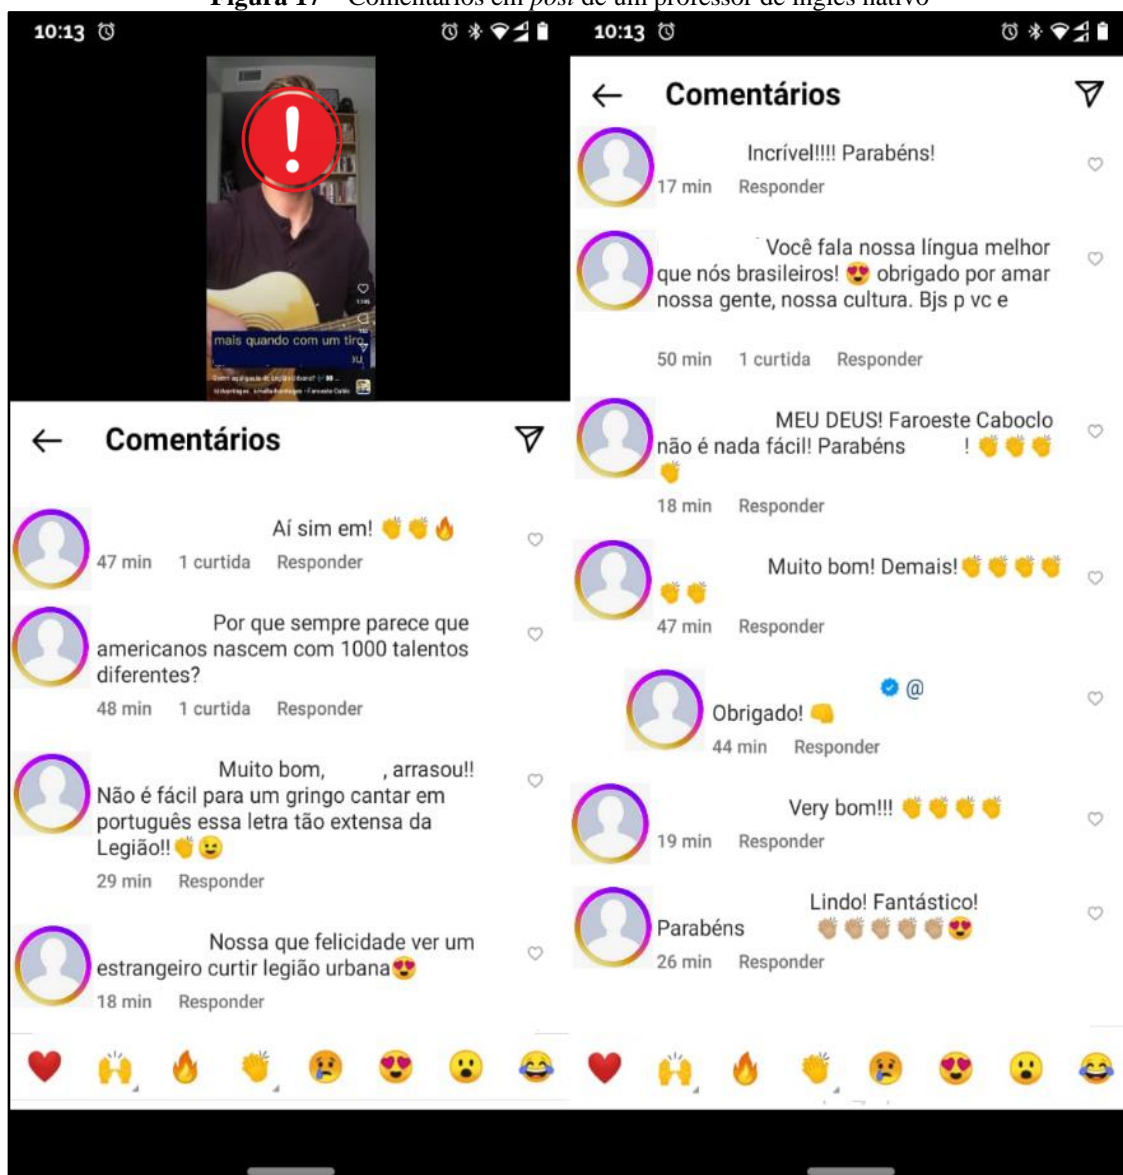 Figura 17 – Comentários em post de um professor de inglês nativo
10:13
mais quando com um tiro
Comentários
Aí sim em! 👏👏🔥
47 min 1 curtida Responder
Por que sempre parece que
americanos nascem com 1000 talentos
diferentes?
48 min 1 curtida Responder
Muito bom, , arrasou!!
Não é fácil para um gringo cantar em
português essa letra tão extensa da
Legião!!👏😉
29 min Responder
Nossa que felicidade ver um
estrangeiro curtir legião urbana😍
18 min Responder
10:13
Comentários
Incrível!!!! Parabéns!
17 min Responder
Você fala nossa língua melhor
que nós brasileiros! 😍 obrigado por amar
nossa gente, nossa cultura. Bjs p vc e
50 min 1 curtida Responder
MEU DEUS! Faroeste Caboclo
não é nada fácil! Parabéns ! 👏👏👏
👏
18 min Responder
Muito bom! Demais!👏👏👏👏
👏👏
47 min Responder
@
Obrigado! 👊
44 min Responder
Very bom!!! 👏👏👏👏
19 min Responder
Lindo! Fantástico!
Parabéns 👏🏼👏🏼👏🏼👏🏼👏🏼😍
26 min Responder